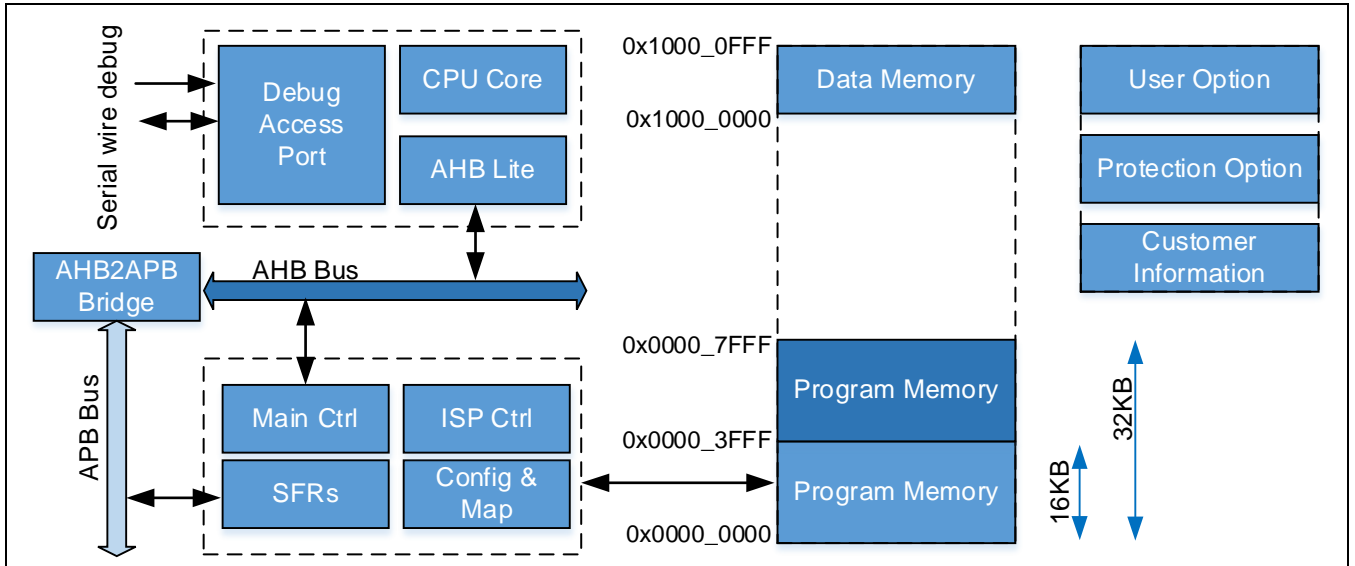 Serial wire debug
Debug
Access
Port
CPU Core
AHB Lite
AHB2APB
Bridge
AHB Bus
APB Bus
Main Ctrl
ISP Ctrl
SFRs
Config &
Map
0x1000_0FFF
0x1000_0000
Data Memory
0x0000_7FFF
0x0000_3FFF
0x0000_0000
Program Memory
Program Memory
16KB
32KB
User Option
Protection Option
Customer
Information